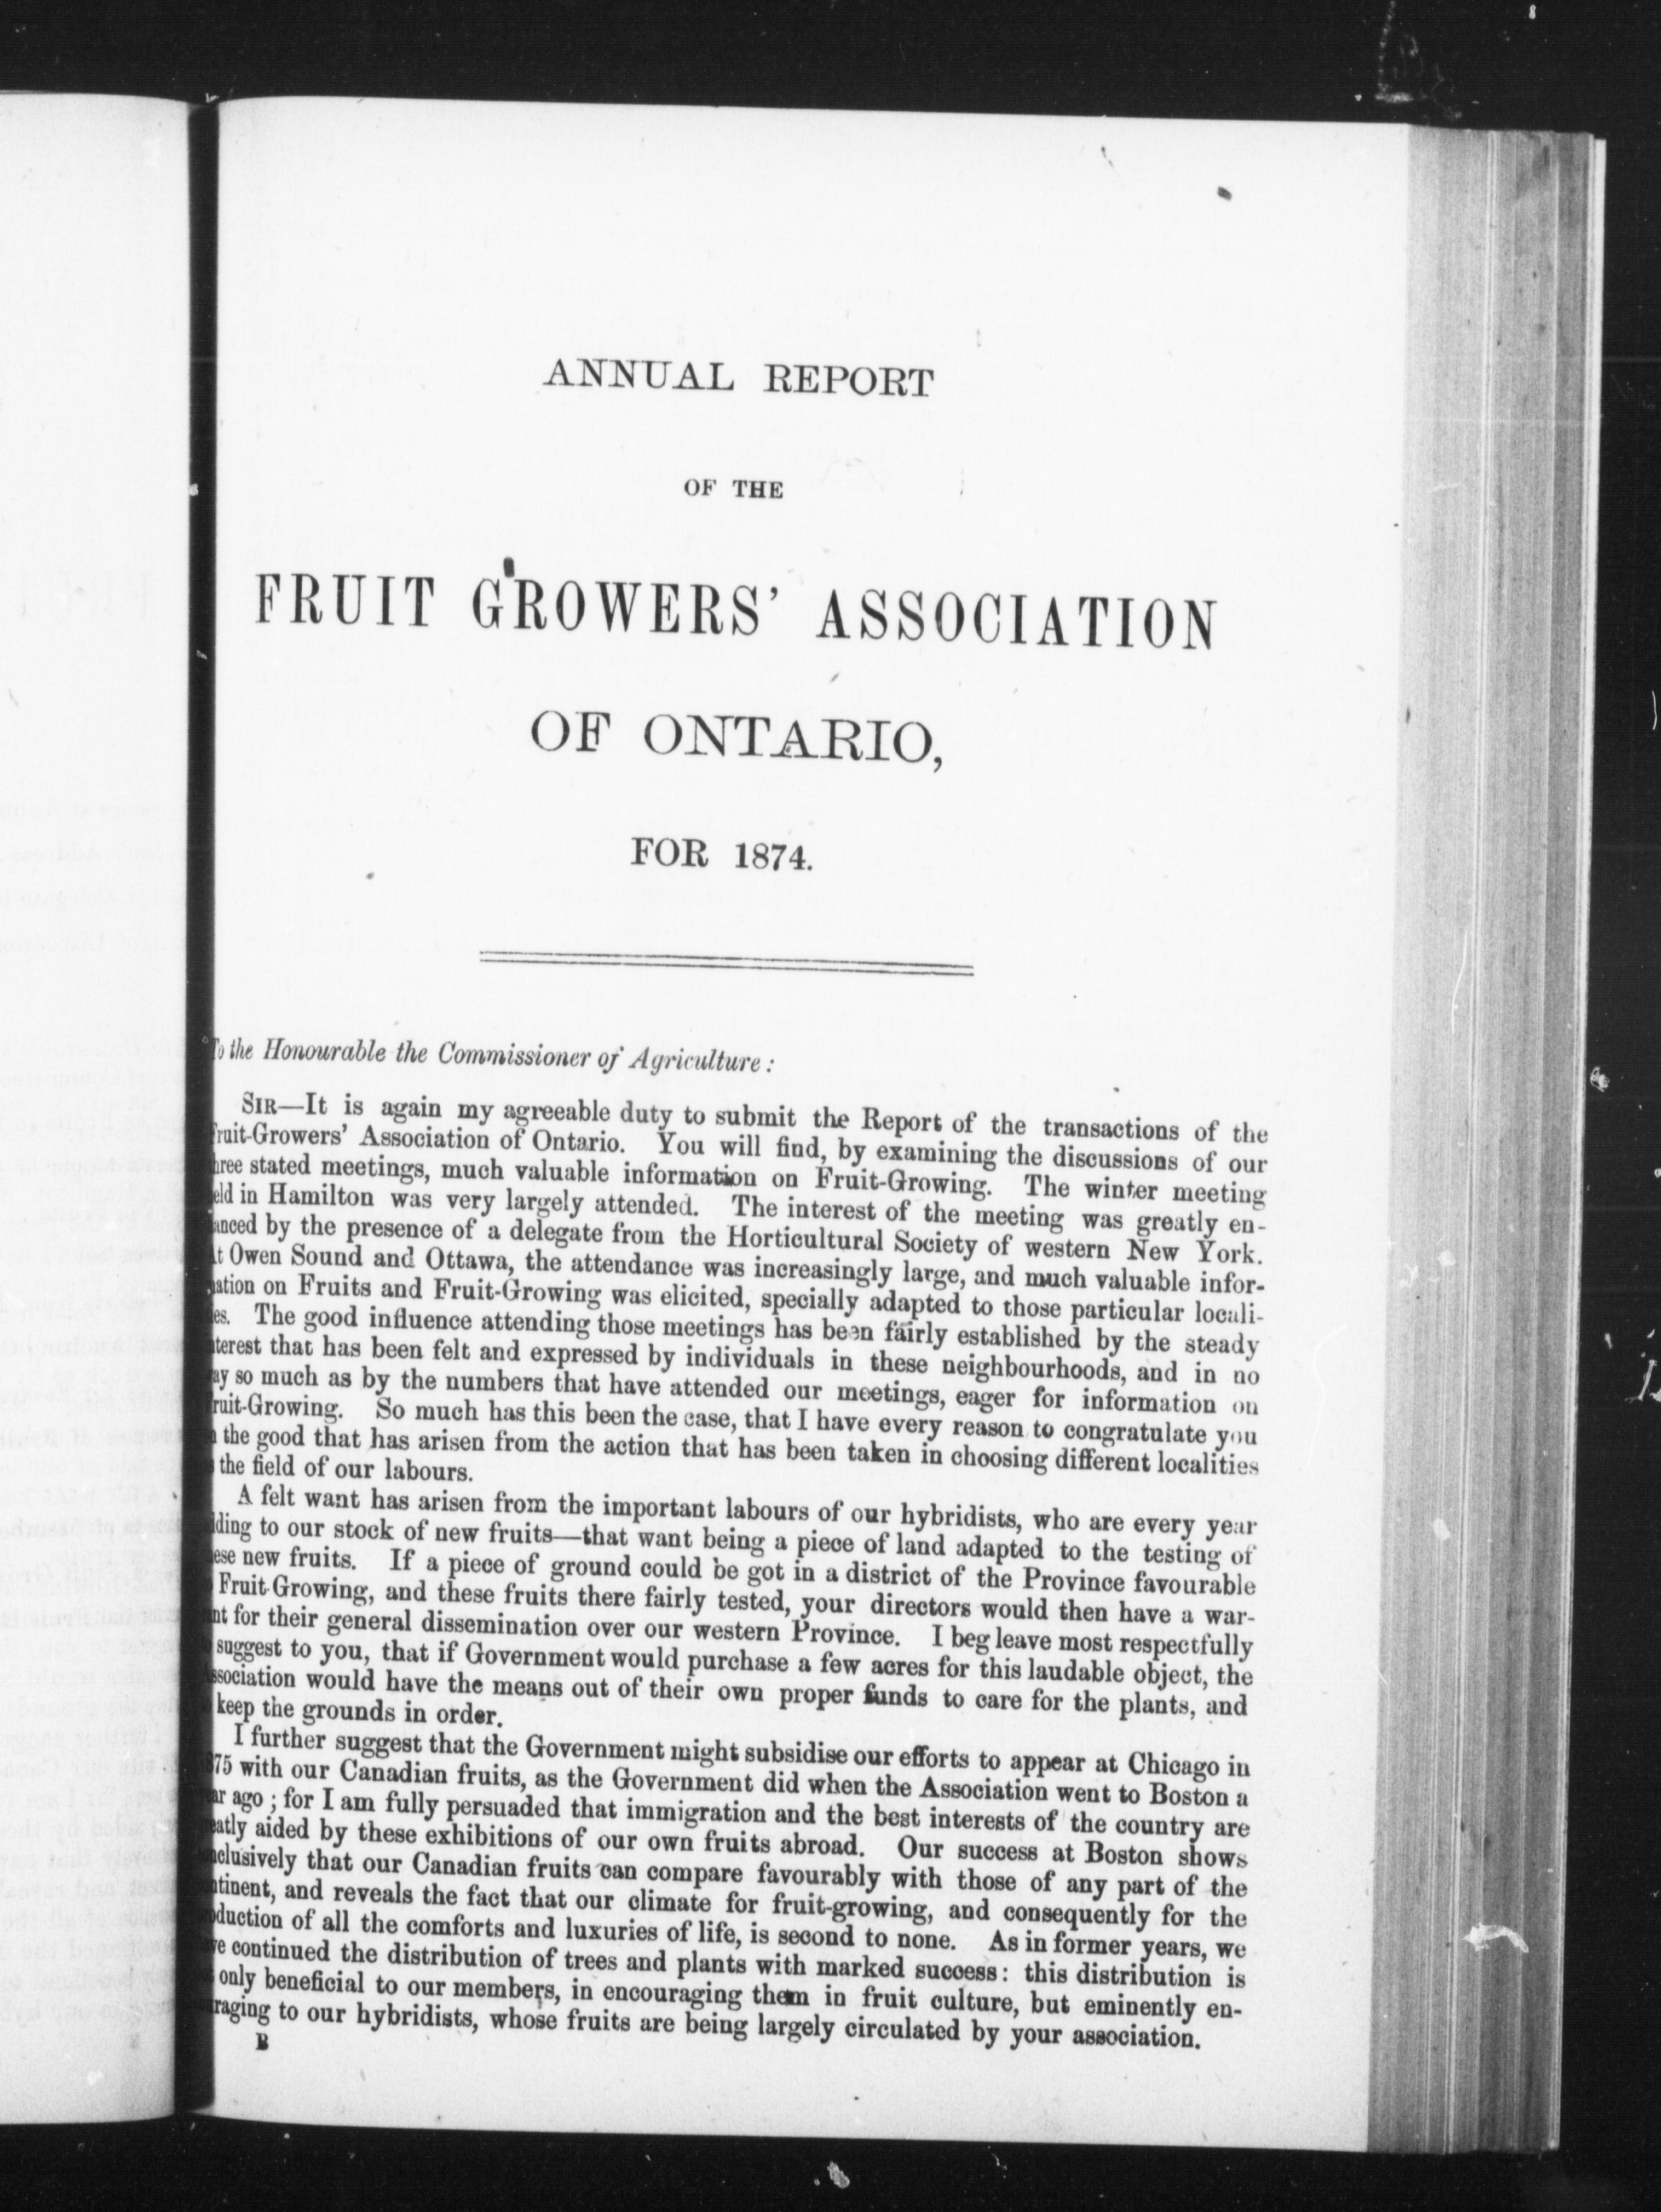 ANNUAL REPORT
OF THE
FRUIT GROWERS' ASSOCIATION
OF ONTARIO,
FOR 1874.
To the Honourable the Commissioner of Agriculture:
SIR—It is again my agreeable duty to submit the Report of the transactions of the
Fruit-Growers' Association of Ontario. You will find, by examining the discussions of our
hree stated meetings, much valuable information on Fruit-Growing. The winter meeting
eld in Hamilton was very largely attended. The interest of the meeting was greatly en-
anced by the presence of a delegate from the Horticultural Society of western New York.
At Owen Sound and Ottawa, the attendance was increasingly large, and much valuable infor-
mation on Fruits and Fruit-Growing was elicited, specially adapted to those particular locali-
ies. The good influence attending those meetings has been fairly established by the steady
nterest that has been felt and expressed by individuals in these neighbourhoods, and in no
ay so much as by the numbers that have attended our meetings, eager for information on
ruit-Growing. So much has this been the case, that I have every reason to congratulate you
n the good that has arisen from the action that has been taken in choosing different localities
the field of our labours.
A felt want has arisen from the important labours of our hybridists, who are every year
dding to our stock of new fruits—that want being a piece of land adapted to the testing of
ese new fruits. If a piece of ground could be got in a district of the Province favourable
Fruit-Growing, and these fruits there fairly tested, your directors would then have a war-
nt for their general dissemination over our western Province. I beg leave most respectfully
suggest to you, that if Government would purchase a few acres for this laudable object, the
ssociation would have the means out of their own proper funds to care for the plants, and
keep the grounds in order.
I further suggest that the Government might subsidise our efforts to appear at Chicago in
875 with our Canadian fruits, as the Government did when the Association went to Boston a
ar ago; for I am fully persuaded that immigration and the best interests of the country are
eatly aided by these exhibitions of our own fruits abroad. Our success at Boston shows
nclusively that our Canadian fruits can compare favourably with those of any part of the
ntinent, and reveals the fact that our climate for fruit-growing, and consequently for the
oduction of all the comforts and luxuries of life, is second to none. As in former years, we
ve continued the distribution of trees and plants with marked success: this distribution is
only beneficial to our members, in encouraging them in fruit culture, but eminently en-
raging to our hybridists, whose fruits are being largely circulated by your association.
B